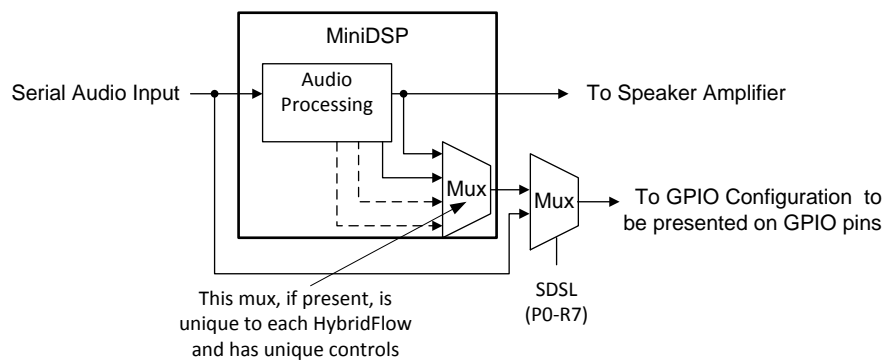 MiniDSP
Audio
Processing
Serial Audio Input
To Speaker Amplifier
Mux
Mux
To GPIO Configuration to
be presented on GPIO pins
SDSL
(P0-R7)
This mux, if present, is
unique to each HybridFlow
and has unique controls